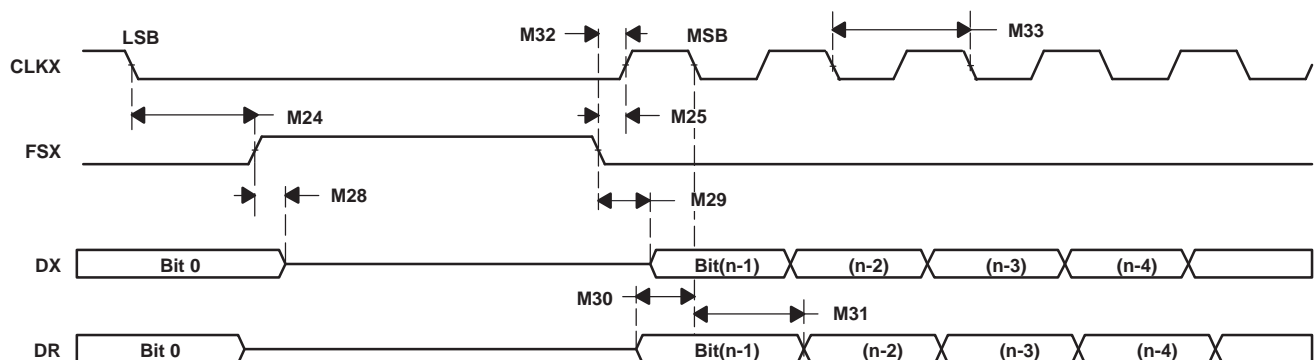 LSB
M32
MSB
M33
CLKX
M24
M25
FSX
M28
M29
DX
Bit 0
Bit(n-1)
(n-2)
(n-3)
(n-4)
M30
M31
DR
Bit 0
Bit(n-1)
(n-2)
(n-3)
(n-4)